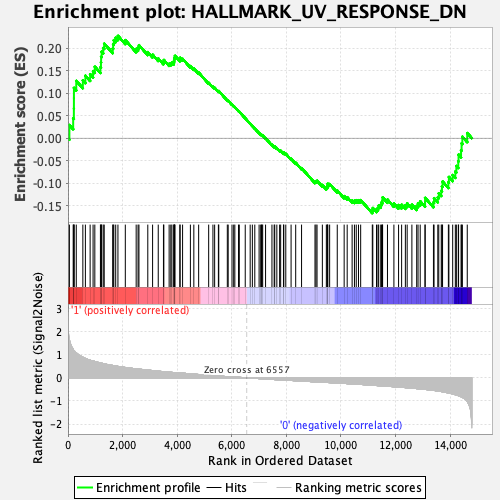 Enrichment plot: HALLMARK_UV_RESPONSE_DN
Enrichment score (ES)
0.20
0.15
0.10
0.05
0.00
-0.05
-0.10
-0.15
'1' (positively correlated)
Zero cross at 6557
'0' (negatively correlated)
Ranked list metric (Signal2Noise)
3
2
1
0
-1
-2
0
2,000
4,000
6,000
8,000
10,000
12,000
14,000
Rank in Ordered Dataset
Enrichment profile
Hits
Ranking metric scores